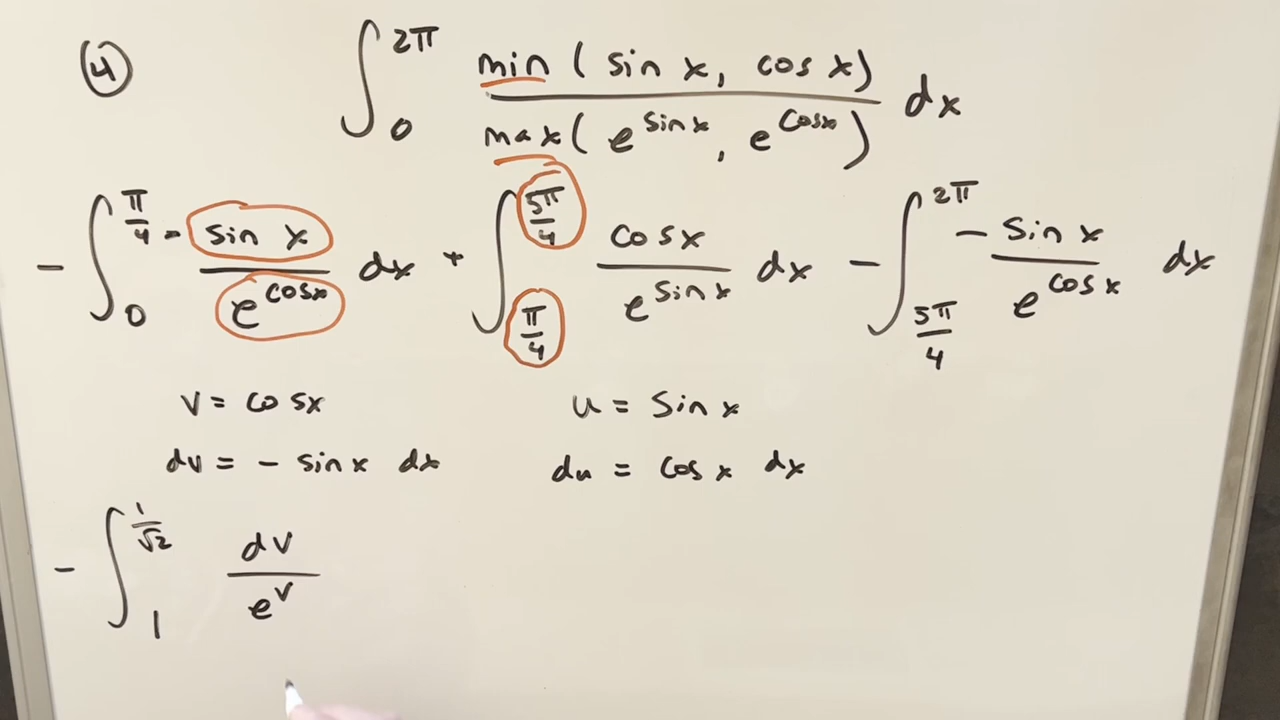 ④ ∫₀^{2π} min ( sin x, cos x) / max( e^{sin x}, e^{cos x}) dx
- ∫₀^{π/4} - sin x / e^{cos x} dx + ∫_{π/4}^{5π/4} cos x / e^{sin x} dx - ∫_{5π/4}^{2π} - sin x / e^{cos x} dx
v = cos x u = sin x
dv = - sin x dx du = cos x dx
- ∫₁^{1/√2} dv / e^v